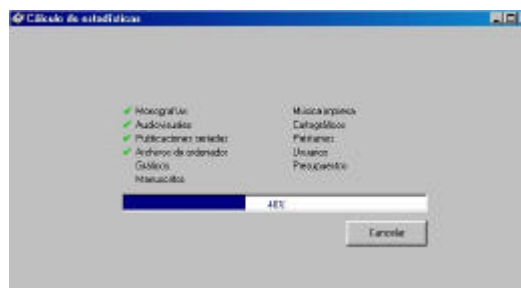 Cálculo de estadísticas
Monografías
Audiovisuales
Publicaciones seriadas
Archivos de ordenador
Gráficos
Manuscritos
Música impresa
Cartográficos
Préstamos
Usuarios
Presupuestos
40%
Cancelar